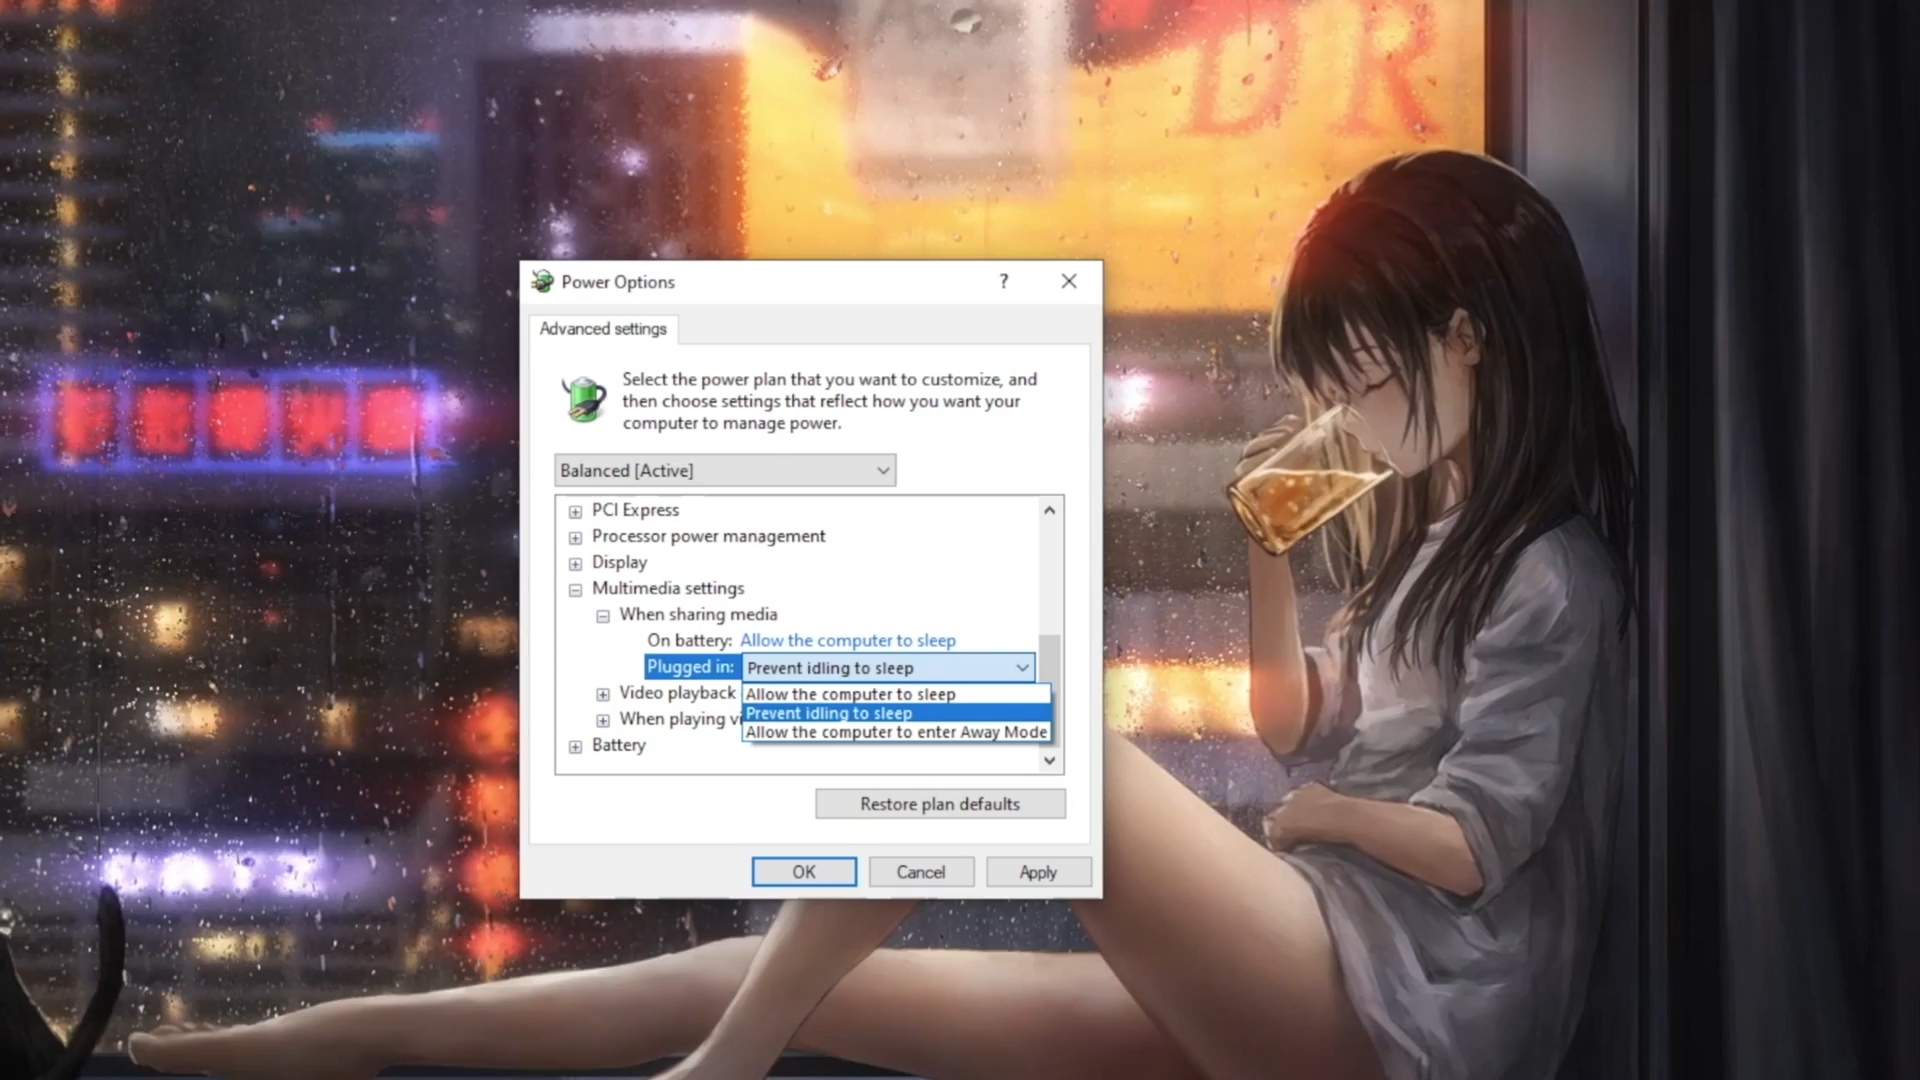 DR
Power Options
?
Advanced settings
Select the power plan that you want to customize, and
then choose settings that reflect how you want your
computer to manage power.
Balanced [Active]
PCI Express
Processor power management
Display
Multimedia settings
When sharing media
On battery: Allow the computer to sleep
Plugged in: Prevent idling to sleep
Video playback
Allow the computer to sleep
Prevent idling to sleep
When playing vi
Allow the computer to enter Away Mode
Battery
Restore plan defaults
OK
Cancel
Apply